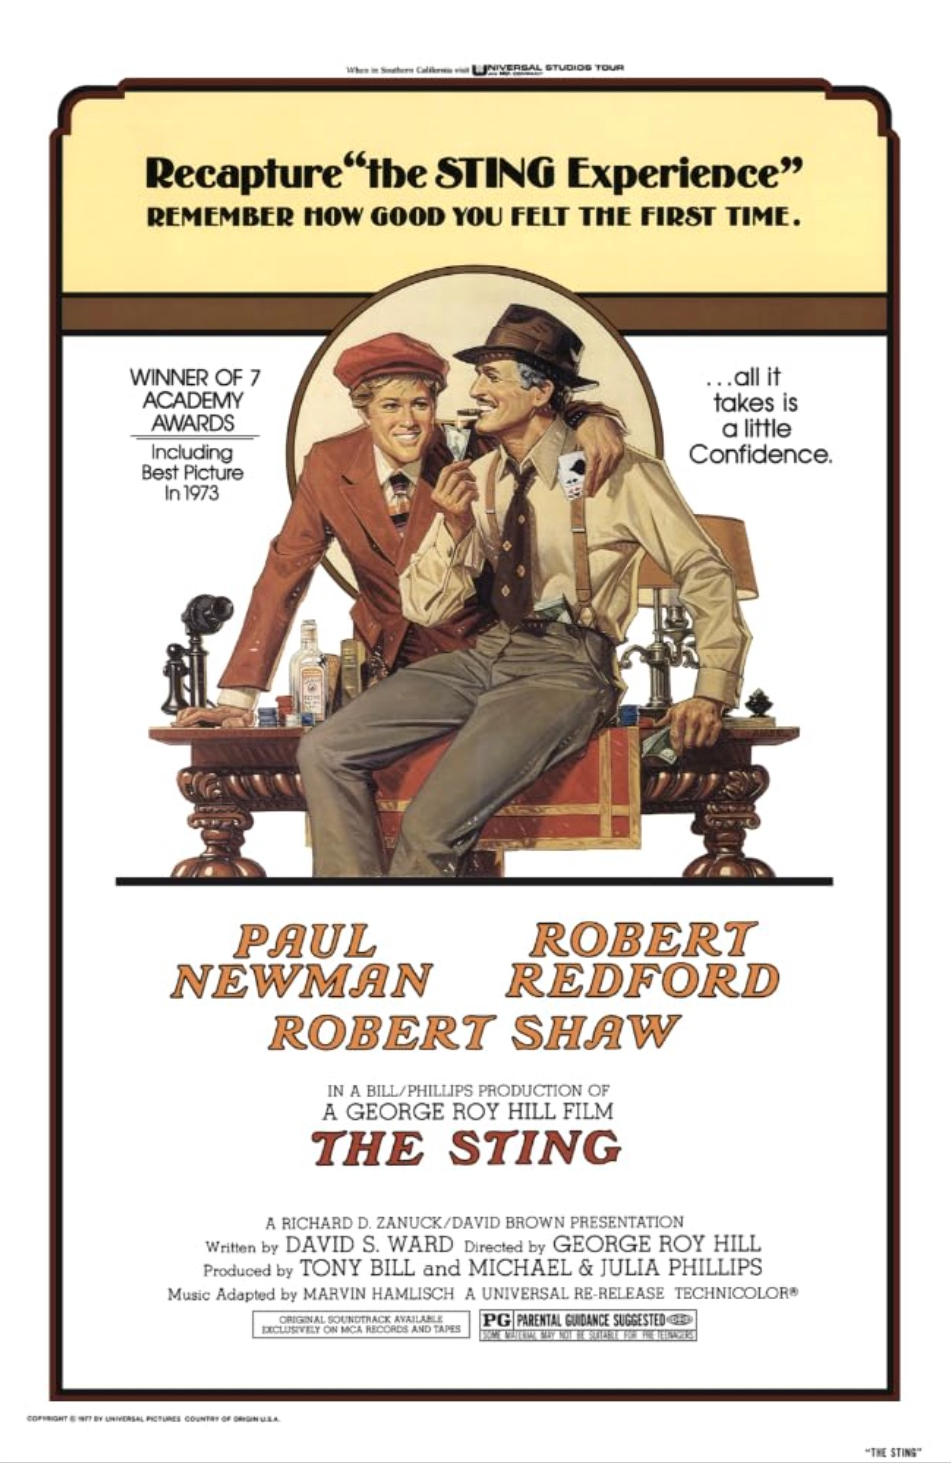 When in Southern California visit UNIVERSAL STUDIOS TOUR
AN MCA COMPANY
Recapture “the STING Experience”
REMEMBER HOW GOOD YOU FELT THE FIRST TIME.
WINNER OF 7
ACADEMY
AWARDS
Including
Best Picture
In 1973
...all it
takes is
a little
Confidence.
PAUL
NEWMAN
ROBERT
REDFORD
ROBERT SHAW
IN A BILL/PHILLIPS PRODUCTION OF
A GEORGE ROY HILL FILM
THE STING
A RICHARD D. ZANUCK/DAVID BROWN PRESENTATION
Written by DAVID S. WARD Directed by GEORGE ROY HILL
Produced by TONY BILL and MICHAEL & JULIA PHILLIPS
Music Adapted by MARVIN HAMLISCH A UNIVERSAL RE-RELEASE TECHNICOLOR®
ORIGINAL SOUNDTRACK AVAILABLE
EXCLUSIVELY ON MCA RECORDS AND TAPES
PG PARENTAL GUIDANCE SUGGESTED
SOME MATERIAL MAY NOT BE SUITABLE FOR PRE-TEENAGERS
COPYRIGHT © 1977 BY UNIVERSAL PICTURES COUNTRY OF ORIGIN U.S.A.
“THE STING”